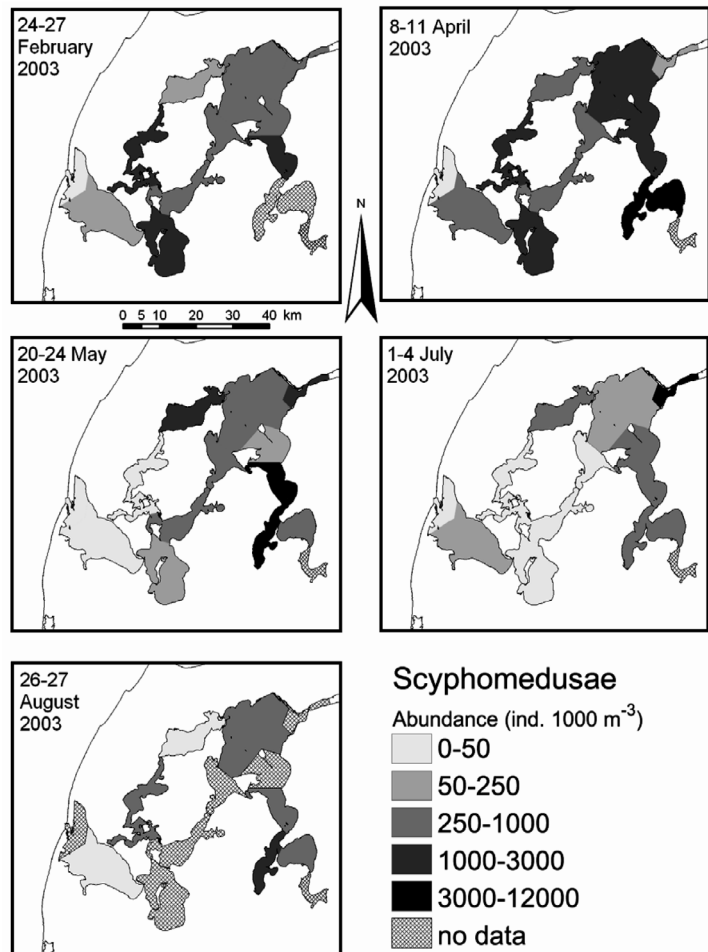 24-27
February
2003
8-11 April
2003
N
0 5 10 20 30 40 km
20-24 May
2003
1-4 July
2003
26-27
August
2003
Scyphomedusae
Abundance (ind. 1000 m⁻³)
0-50
50-250
250-1000
1000-3000
3000-12000
no data